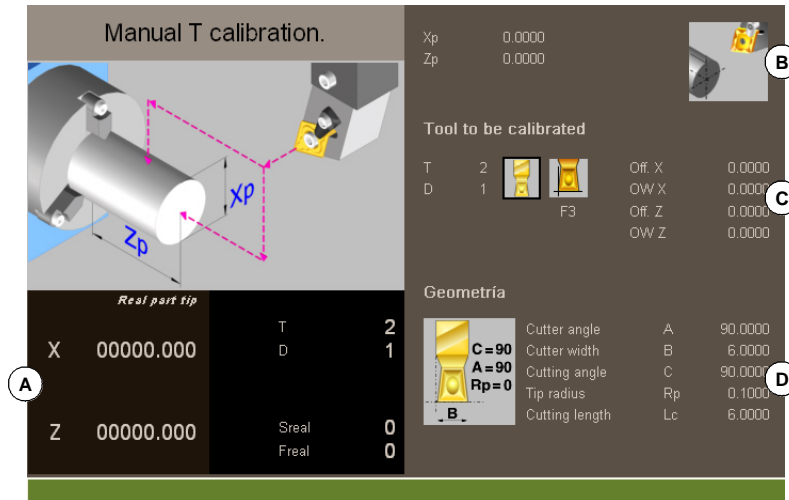 Manual T calibration.
Xp
Zp
Real part tip
X 00000.000
Z 00000.000
T 2
D 1
Sreal 0
Freal 0
A
Xp 0.0000
Zp 0.0000
B
Tool to be calibrated
T 2
D 1
F3
Off. X 0.0000
OW X 0.0000
Off. Z 0.0000
OW Z 0.0000
C
Geometría
C=90
A=90
Rp=0
B
Cutter angle A 90.0000
Cutter width B 6.0000
Cutting angle C 90.0000
Tip radius Rp 0.1000
Cutting length Lc 6.0000
D